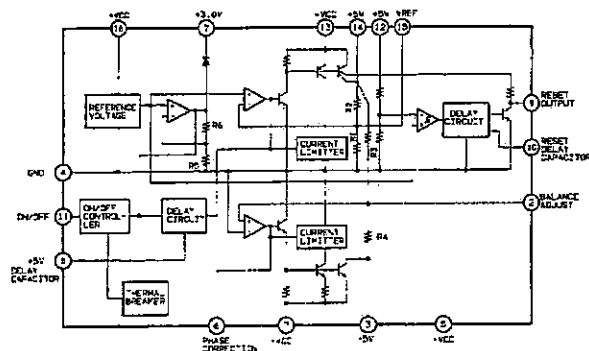 +VCC
+3.0V
+VCC
+5V
+5V
VREF
16
7
13
14
12
15
REFERENCE
VOLTAGE
R6
R5
R2
R1
R3
CURRENT
LIMITTER
DELAY
CIRCUIT
9
RESET
OUTPUT
10
RESET
DELAY
CAPACITOR
GND
4
ON/OFF
11
ON/OFF
CONTROL-
LER
DELAY
CIRCUIT
CURRENT
LIMITTER
R4
2
BALANCE
ADJUST
+5V
DELAY
CAPACITOR
8
THERMAL
BREAKER
6
3
5
PHASE
CORRECTION
-VCC
-5V
-VCC